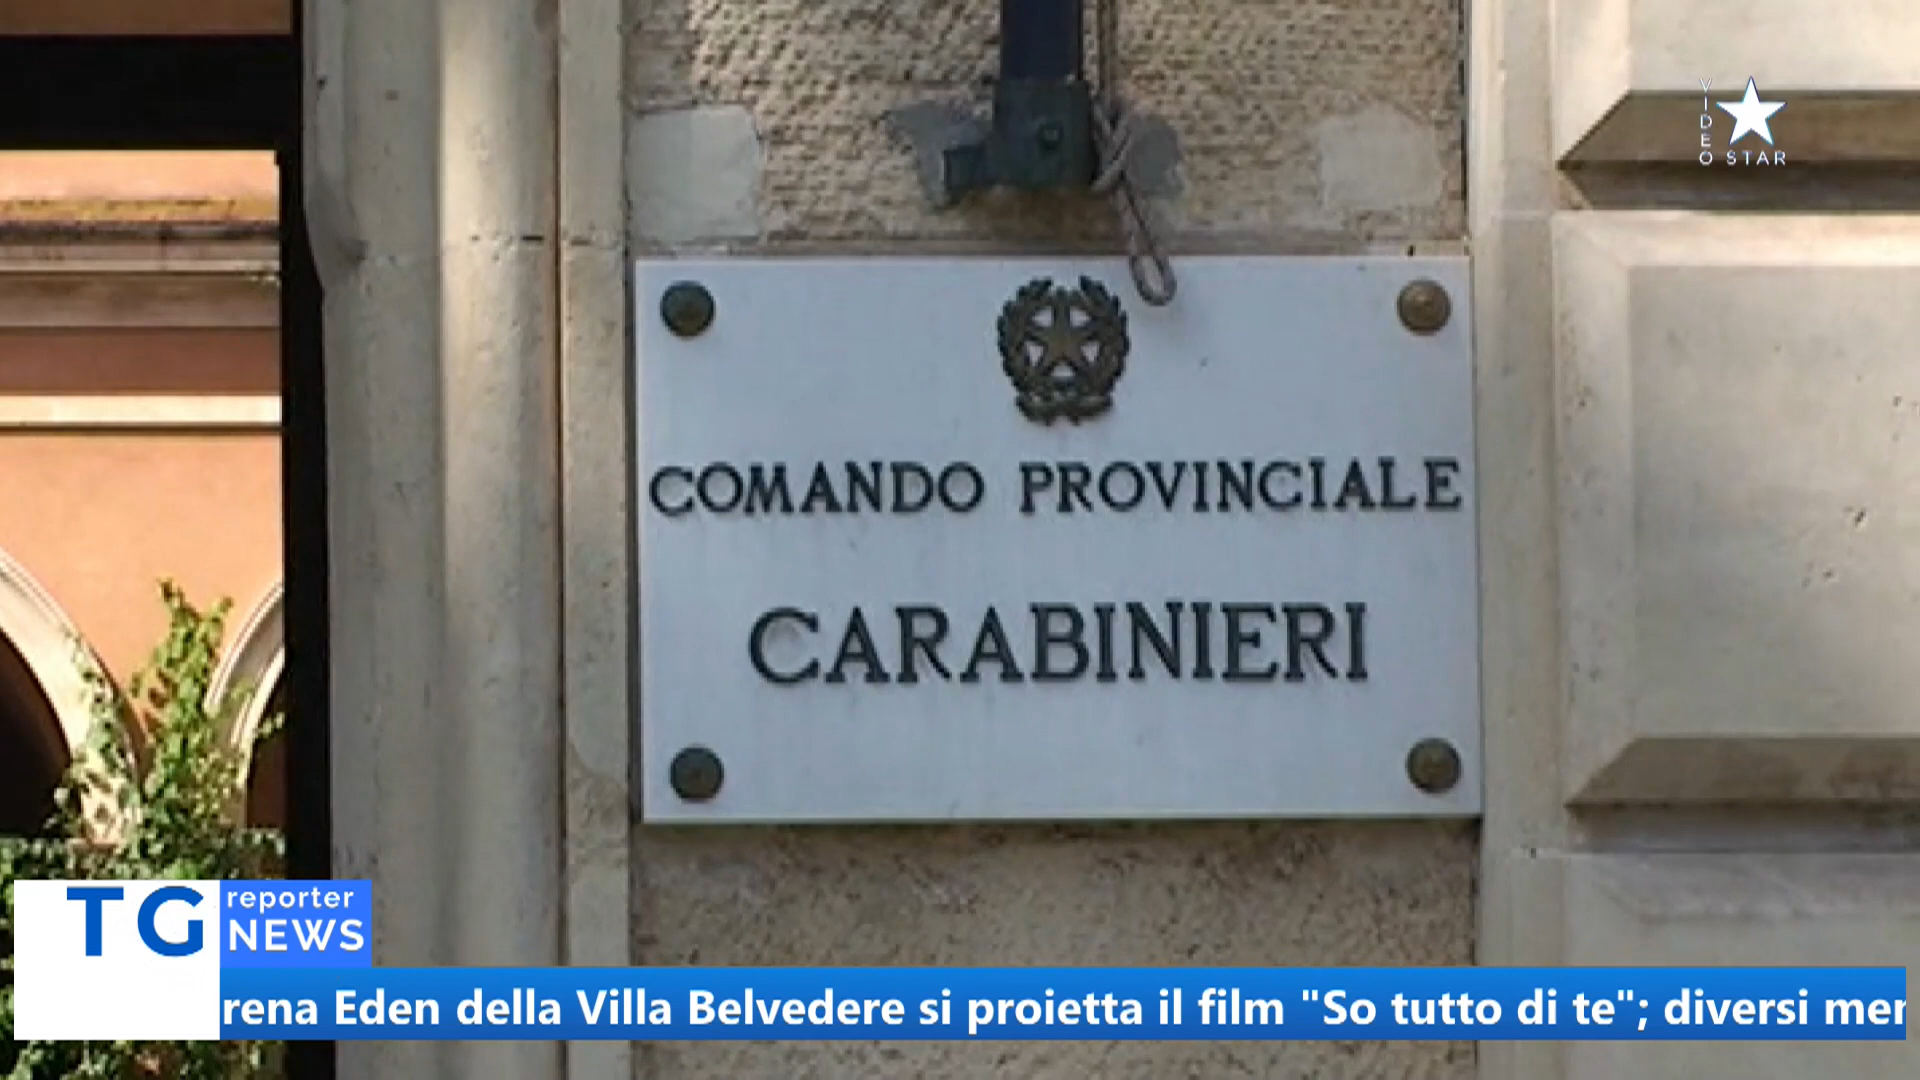 VIDEO
STAR
COMANDO PROVINCIALE
CARABINIERI
TG
reporter
NEWS
rena Eden della Villa Belvedere si proietta il film "So tutto di te"; diversi